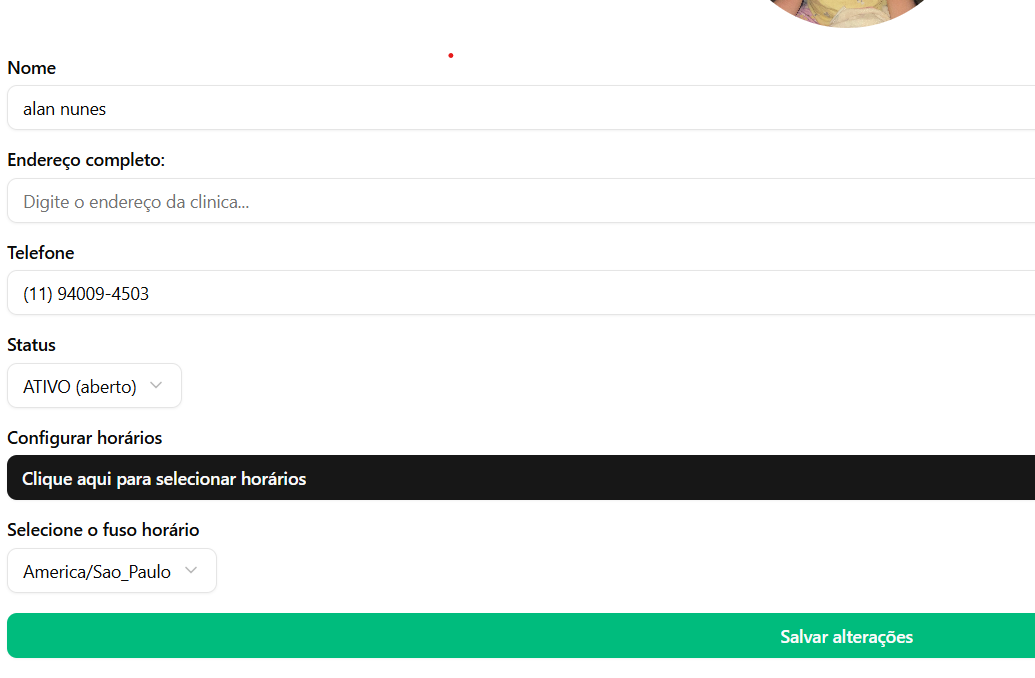 Nome
alan nunes
Endereço completo:
Digite o endereço da clinica...
Telefone
(11) 94009-4503
Status
ATIVO (aberto)
Configurar horários
Clique aqui para selecionar horários
Selecione o fuso horário
America/Sao_Paulo
Salvar alterações